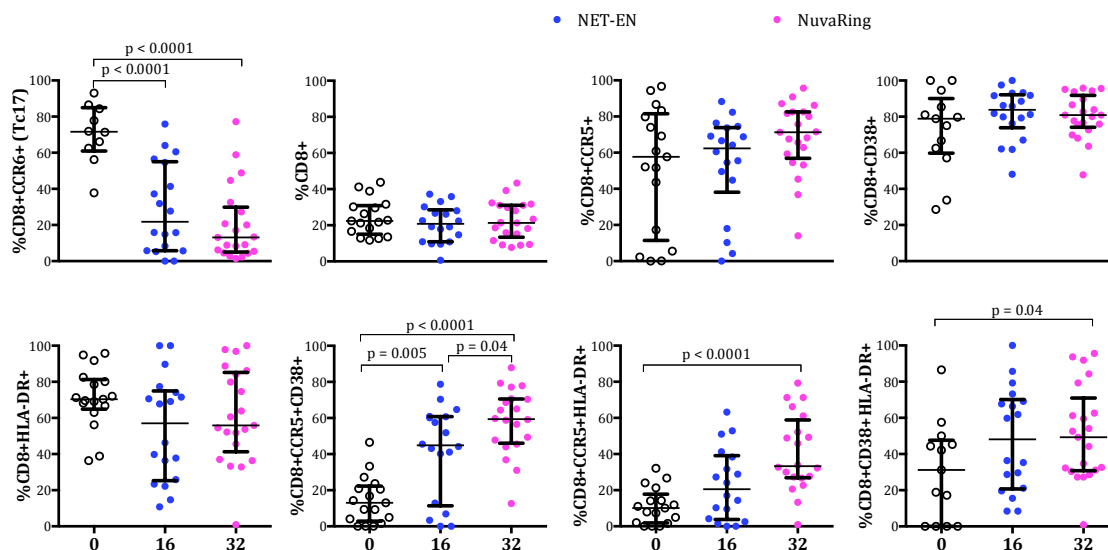 NET-EN
NuvaRing
p < 0.0001
p < 0.0001
%CD8+CCR6+ (Tc17)
100
80
60
40
20
0
%CD8+
100
80
60
40
20
0
%CD8+CCR5+
100
80
60
40
20
0
%CD8+CD38+
100
80
60
40
20
0
%CD8+HLA-DR+
100
80
60
40
20
0
0 16 32
p < 0.0001
p = 0.005
p = 0.04
%CD8+CCR5+CD38+
100
80
60
40
20
0
0 16 32
p < 0.0001
%CD8+CCR5+HLA-DR+
100
80
60
40
20
0
0 16 32
p = 0.04
%CD8+CD38+HLA-DR+
100
80
60
40
20
0
0 16 32